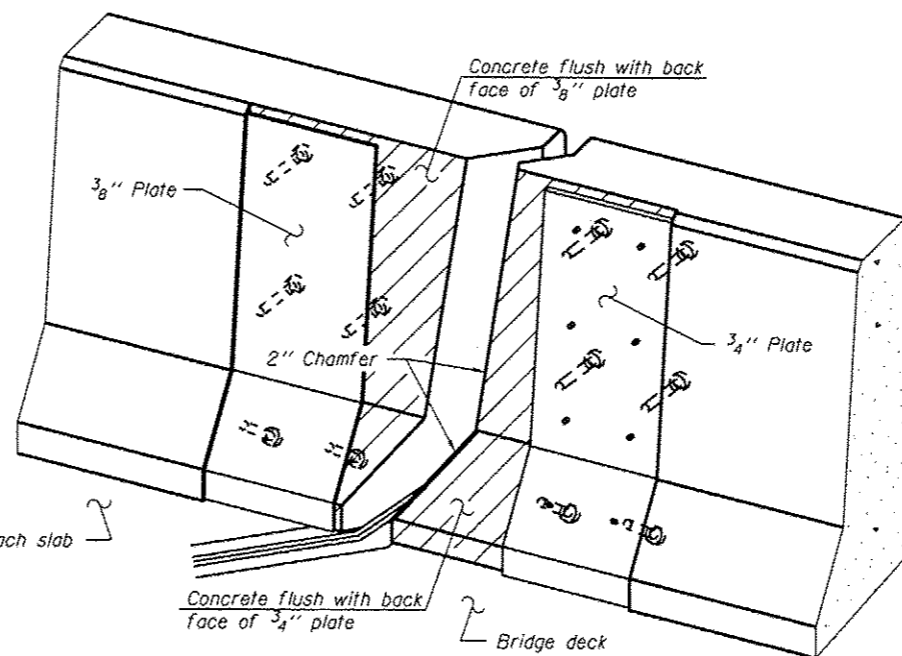 Concrete flush with back
face of 3/8" plate
3/8" Plate
3/4" Plate
2" Chamfer
ach slab
Concrete flush with back
face of 3/4" plate
Bridge deck